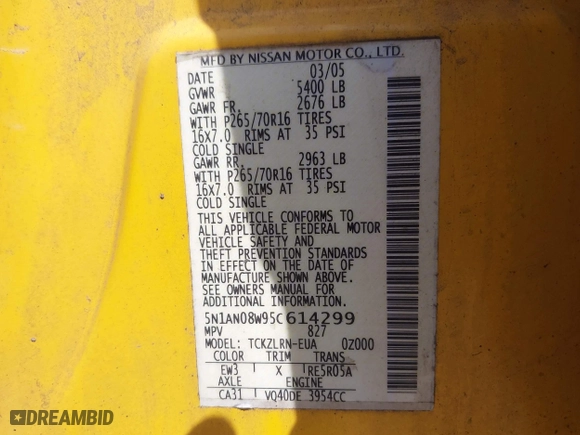 MFD BY NISSAN MOTOR CO., LTD.
DATE 03/05
GVWR 5400 LB
GAWR FR. 2676 LB
WITH P265/70R16 TIRES
16X7.0 RIMS AT 35 PSI
COLD SINGLE
GAWR RR. 2963 LB
WITH P265/70R16 TIRES
16X7.0 RIMS AT 35 PSI
COLD SINGLE
THIS VEHICLE CONFORMS TO
ALL APPLICABLE FEDERAL MOTOR
VEHICLE SAFETY AND
THEFT PREVENTION STANDARDS
IN EFFECT ON THE DATE OF
MANUFACTURE SHOWN ABOVE.
SEE OWNERS MANUAL FOR
ADDITIONAL INFORMATION
5N1AN08W95C614299
MPV 827
MODEL: TCKZLRN-EUA 0Z000
COLOR TRIM TRANS
EW3 X RE5R05A
AXLE ENGINE
CA31 VQ40DE 3954CC
DREAMBID